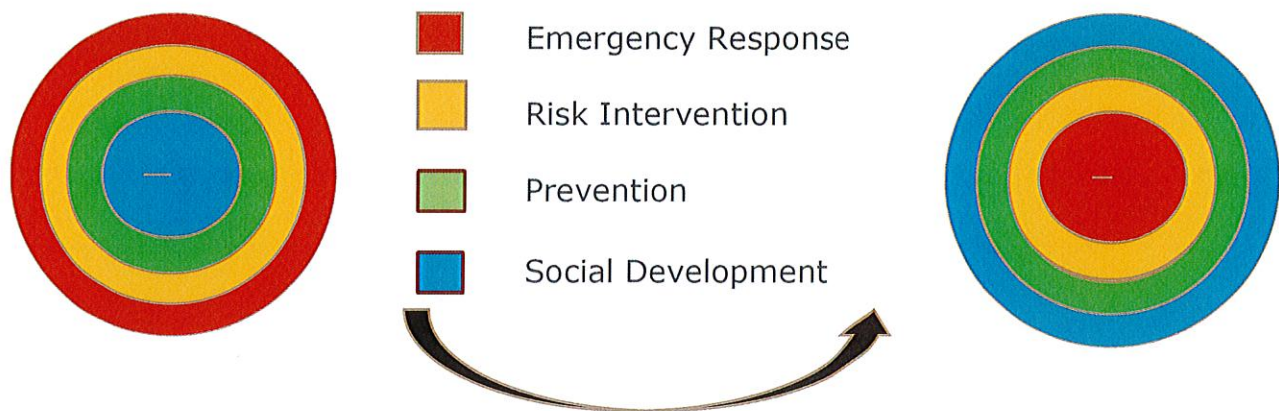 Emergency Response
Risk Intervention
Prevention
Social Development